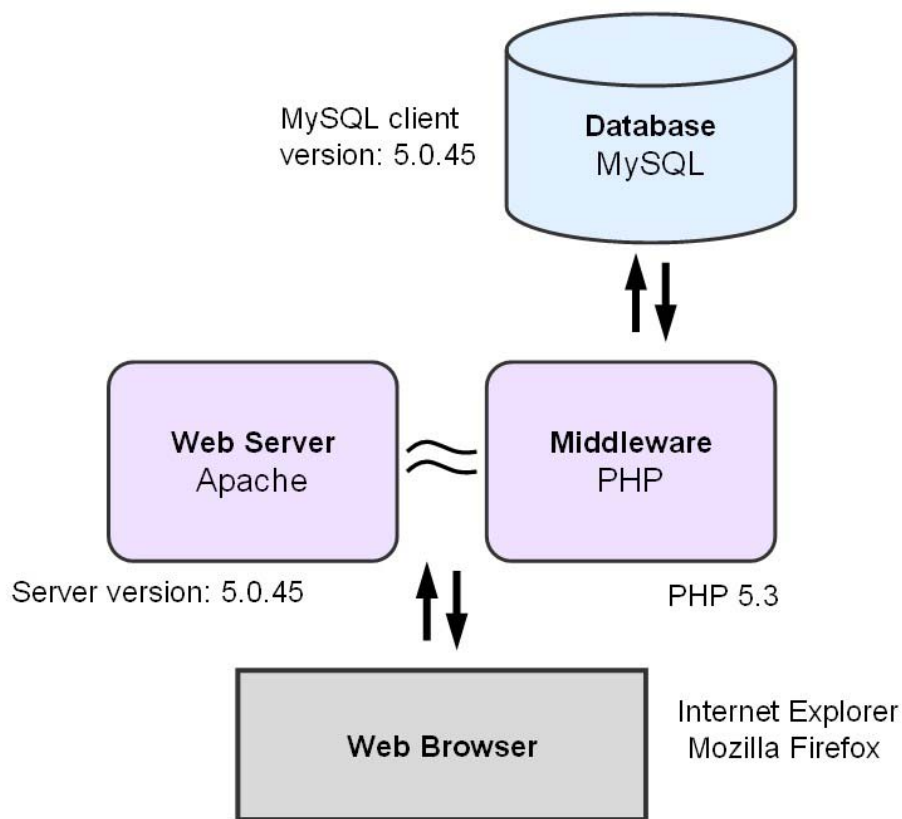 MySQL client
version: 5.0.45
Database
MySQL
Web Server
Apache
Middleware
PHP
Server version: 5.0.45
PHP 5.3
Web Browser
Internet Explorer
Mozilla Firefox